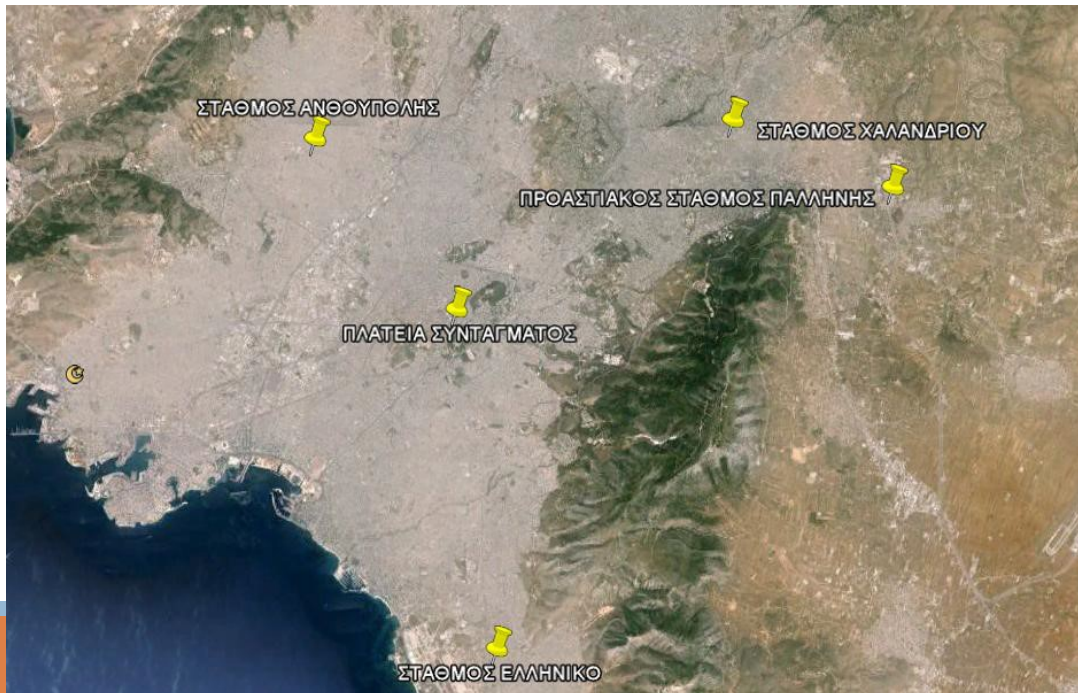 ΣΤΑΘΜΟΣ ΑΝΘΟΥΠΟΛΗΣ
ΣΤΑΘΜΟΣ ΧΑΛΑΝΔΡΙΟΥ
ΠΡΟΑΣΤΙΑΚΟΣ ΣΤΑΘΜΟΣ ΠΑΛΛΗΝΗΣ
ΠΛΑΤΕΙΑ ΣΥΝΤΑΓΜΑΤΟΣ
ΣΤΑΘΜΟΣ ΕΛΛΗΝΙΚΟ